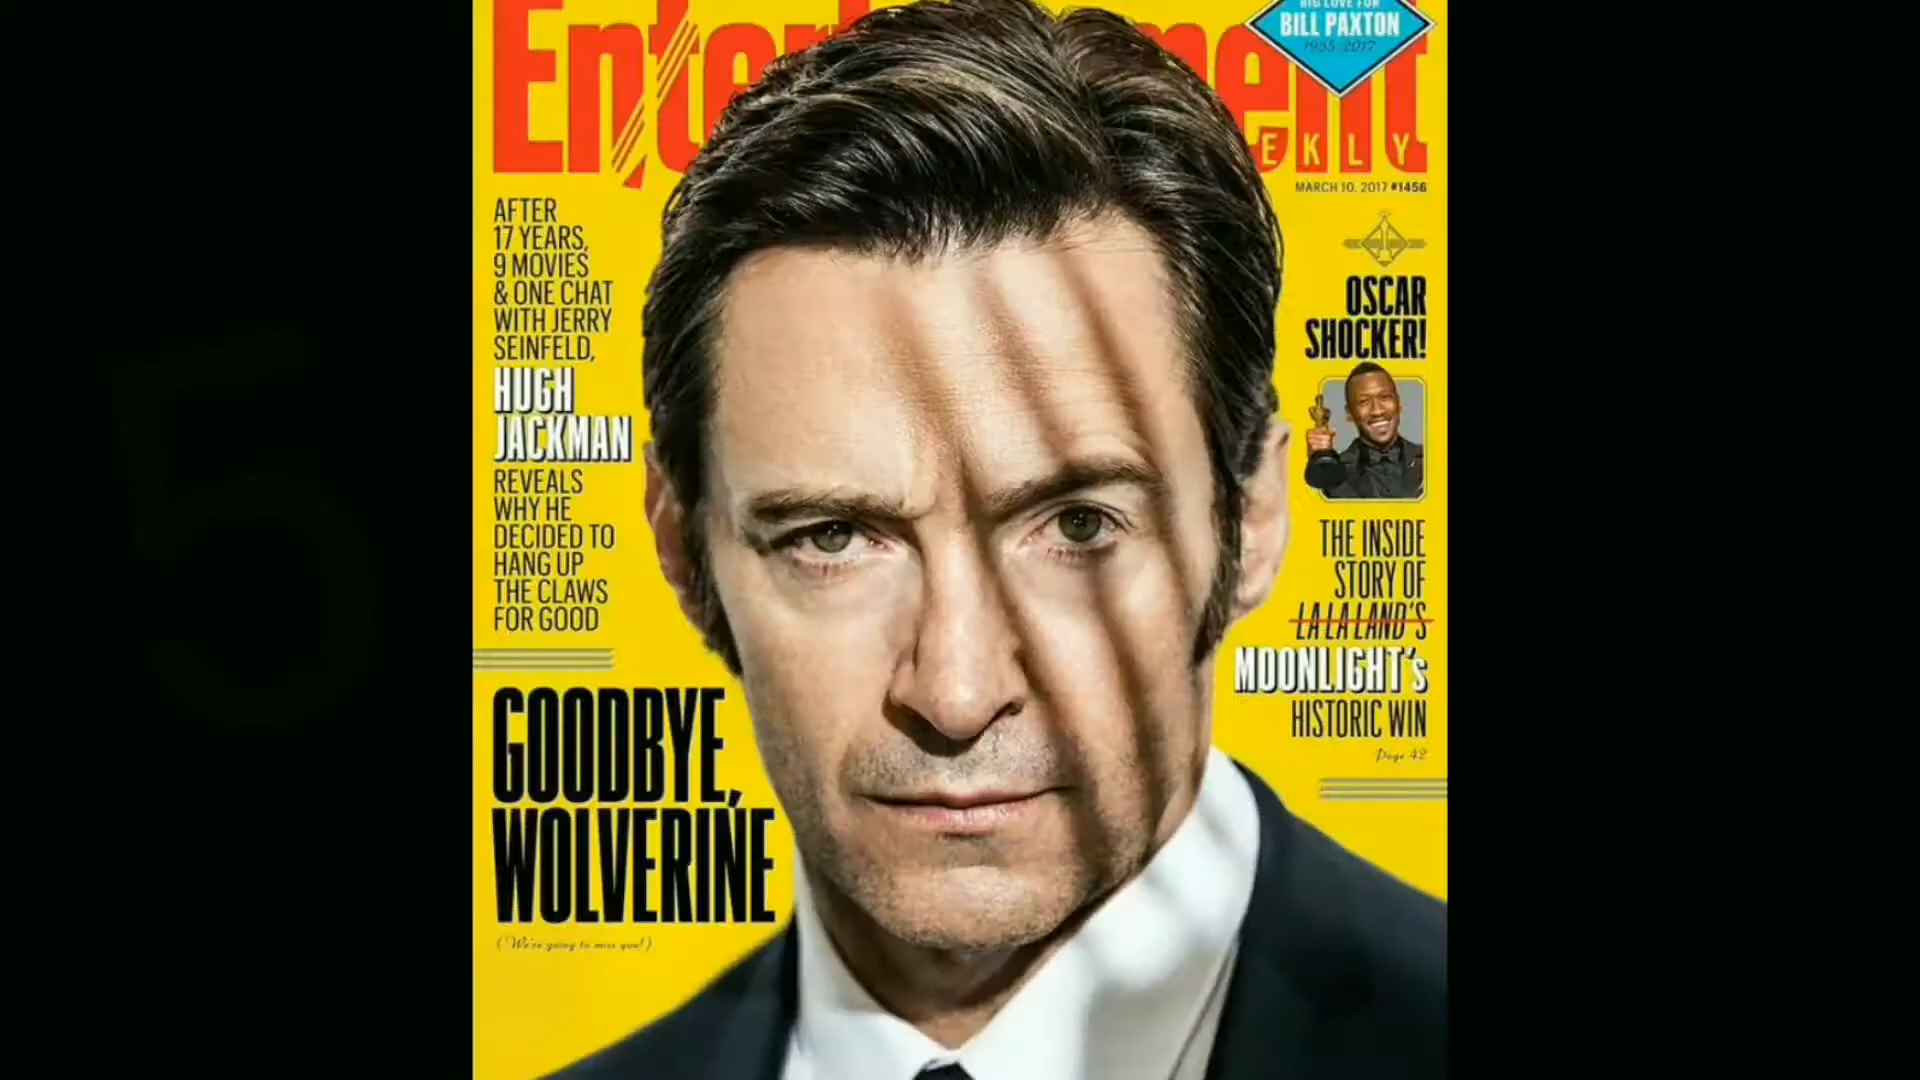 BIG LOVE FOR
BILL PAXTON
1955-2017
EKLY
MARCH 10, 2017 #1456
AFTER
17 YEARS,
9 MOVIES
& ONE CHAT
WITH JERRY
SEINFELD,
HUGH
JACKMAN
REVEALS
WHY HE
DECIDED TO
HANG UP
THE CLAWS
FOR GOOD
GOODBYE,
WOLVERINE
(We're going to miss you!)
OSCAR
SHOCKER!
THE INSIDE
STORY OF
LA LA LAND'S
MOONLIGHT's
HISTORIC WIN
Page 42
5